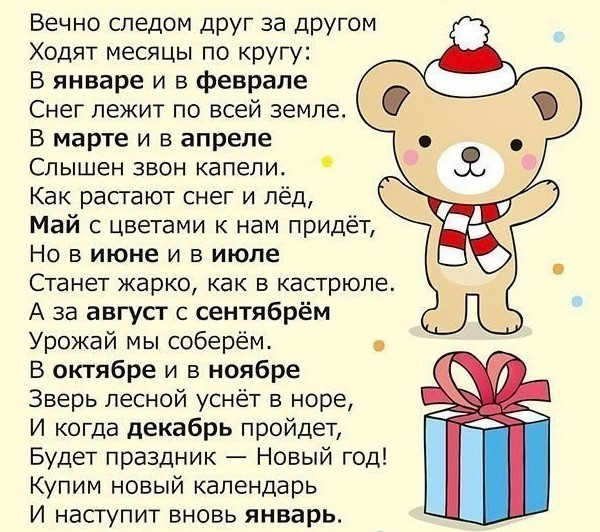 Вечно следом друг за другом
Ходят месяцы по кругу:
В январе и в феврале
Снег лежит по всей земле.
В марте и в апреле
Слышен звон капели.
Как растают снег и лёд,
Май с цветами к нам придёт,
Но в июне и в июле
Станет жарко, как в кастрюле.
А за август с сентябрём
Урожай мы соберём.
В октябре и в ноябре
Зверь лесной уснёт в норе,
И когда декабрь пройдет,
Будет праздник — Новый год!
Купим новый календарь
И наступит вновь январь.